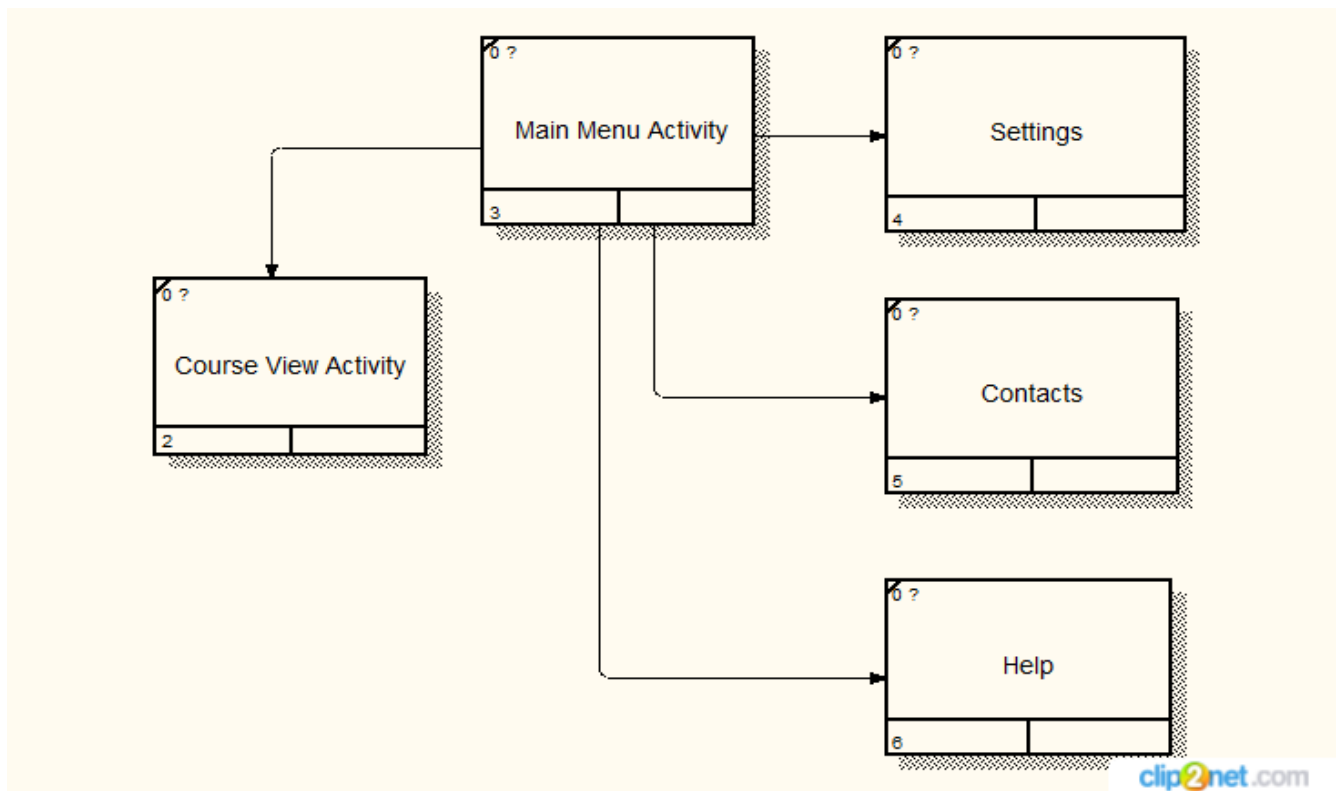 0 ?
Main Menu Activity
3
0 ?
Settings
4
0 ?
Course View Activity
2
0 ?
Contacts
5
0 ?
Help
6
clip2net.com